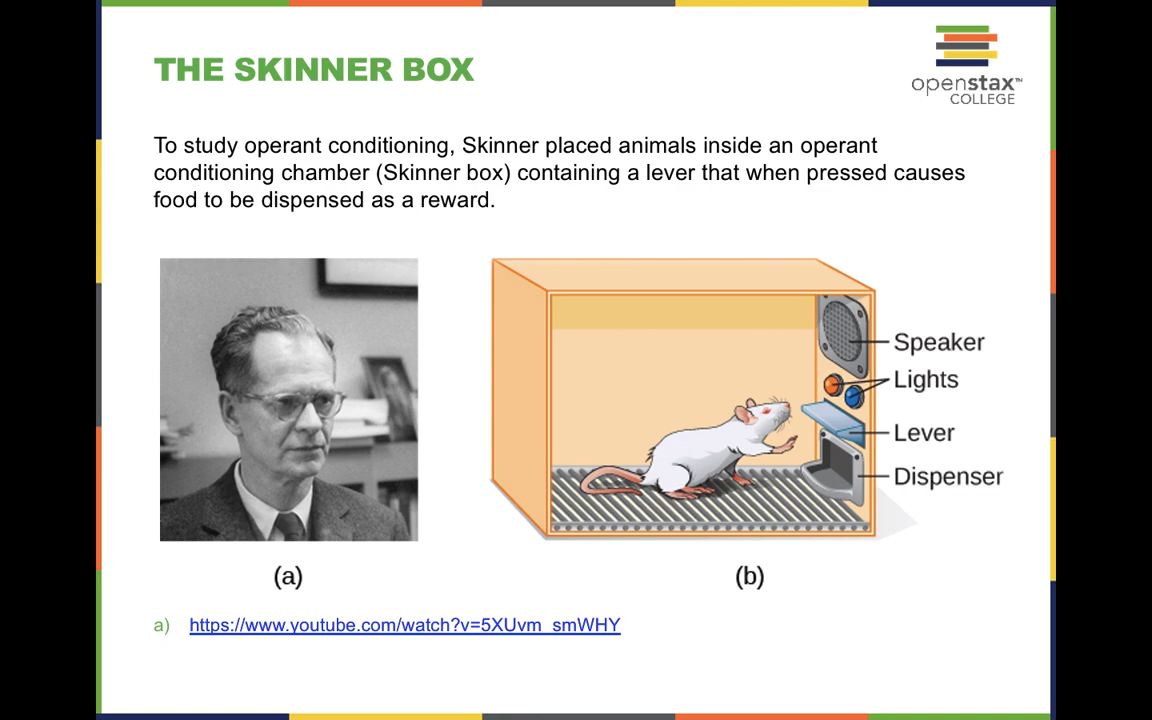 THE SKINNER BOX
openstax™
COLLEGE
To study operant conditioning, Skinner placed animals inside an operant
conditioning chamber (Skinner box) containing a lever that when pressed causes
food to be dispensed as a reward.
Speaker
Lights
Lever
Dispenser
(a)
(b)
a) https://www.youtube.com/watch?v=5XUvm_smWHY